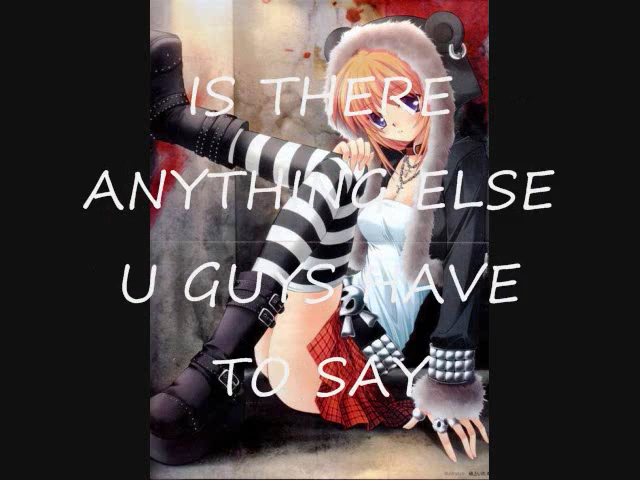 IS THERE
ANYTHING ELSE
U GUYS HAVE
TO SAY